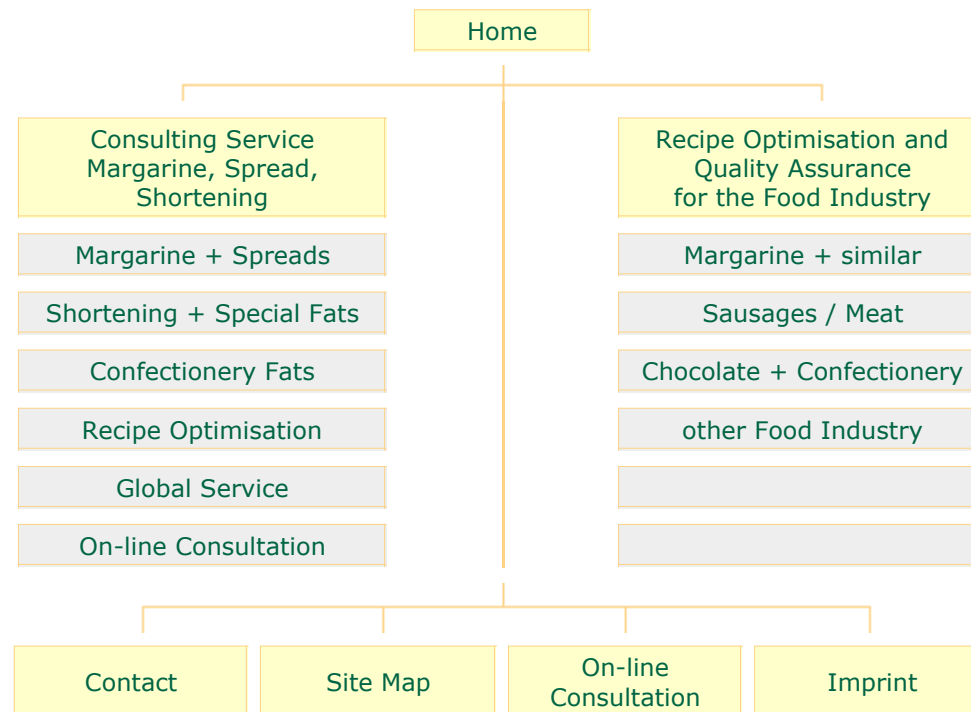 Home
Consulting Service
Margarine, Spread,
Shortening
Margarine + Spreads
Shortening + Special Fats
Confectionery Fats
Recipe Optimisation
Global Service
On-line Consultation
Recipe Optimisation and
Quality Assurance
for the Food Industry
Margarine + similar
Sausages / Meat
Chocolate + Confectionery
other Food Industry
Contact
Site Map
On-line
Consultation
Imprint